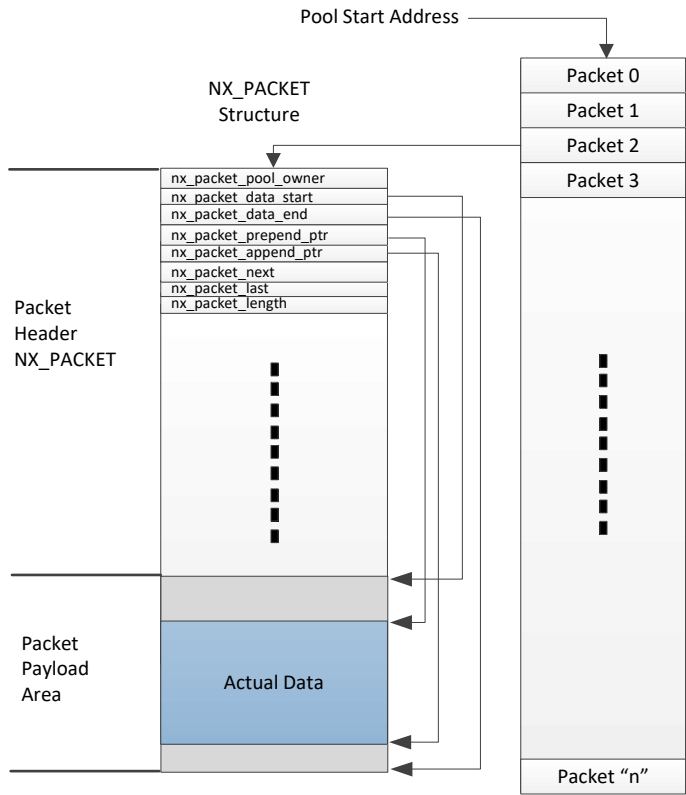 Pool Start Address
Packet 0
Packet 1
Packet 2
Packet 3
Packet “n”
NX_PACKET
Structure
nx_packet_pool_owner
nx_packet_data_start
nx_packet_data_end
nx_packet_prepend_ptr
nx_packet_append_ptr
nx_packet_next
nx_packet_last
nx_packet_length
Packet
Header
NX_PACKET
Packet
Payload
Area
Actual Data